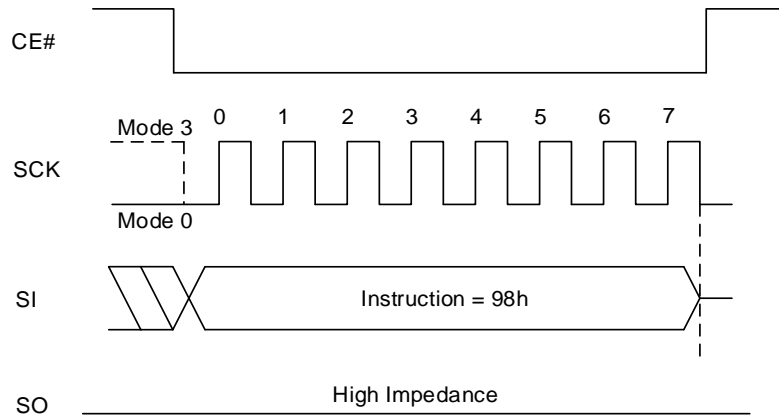 CE#
0 1 2 3 4 5 6 7
Mode 3
SCK
Mode 0
SI
Instruction = 98h
High Impedance
SO